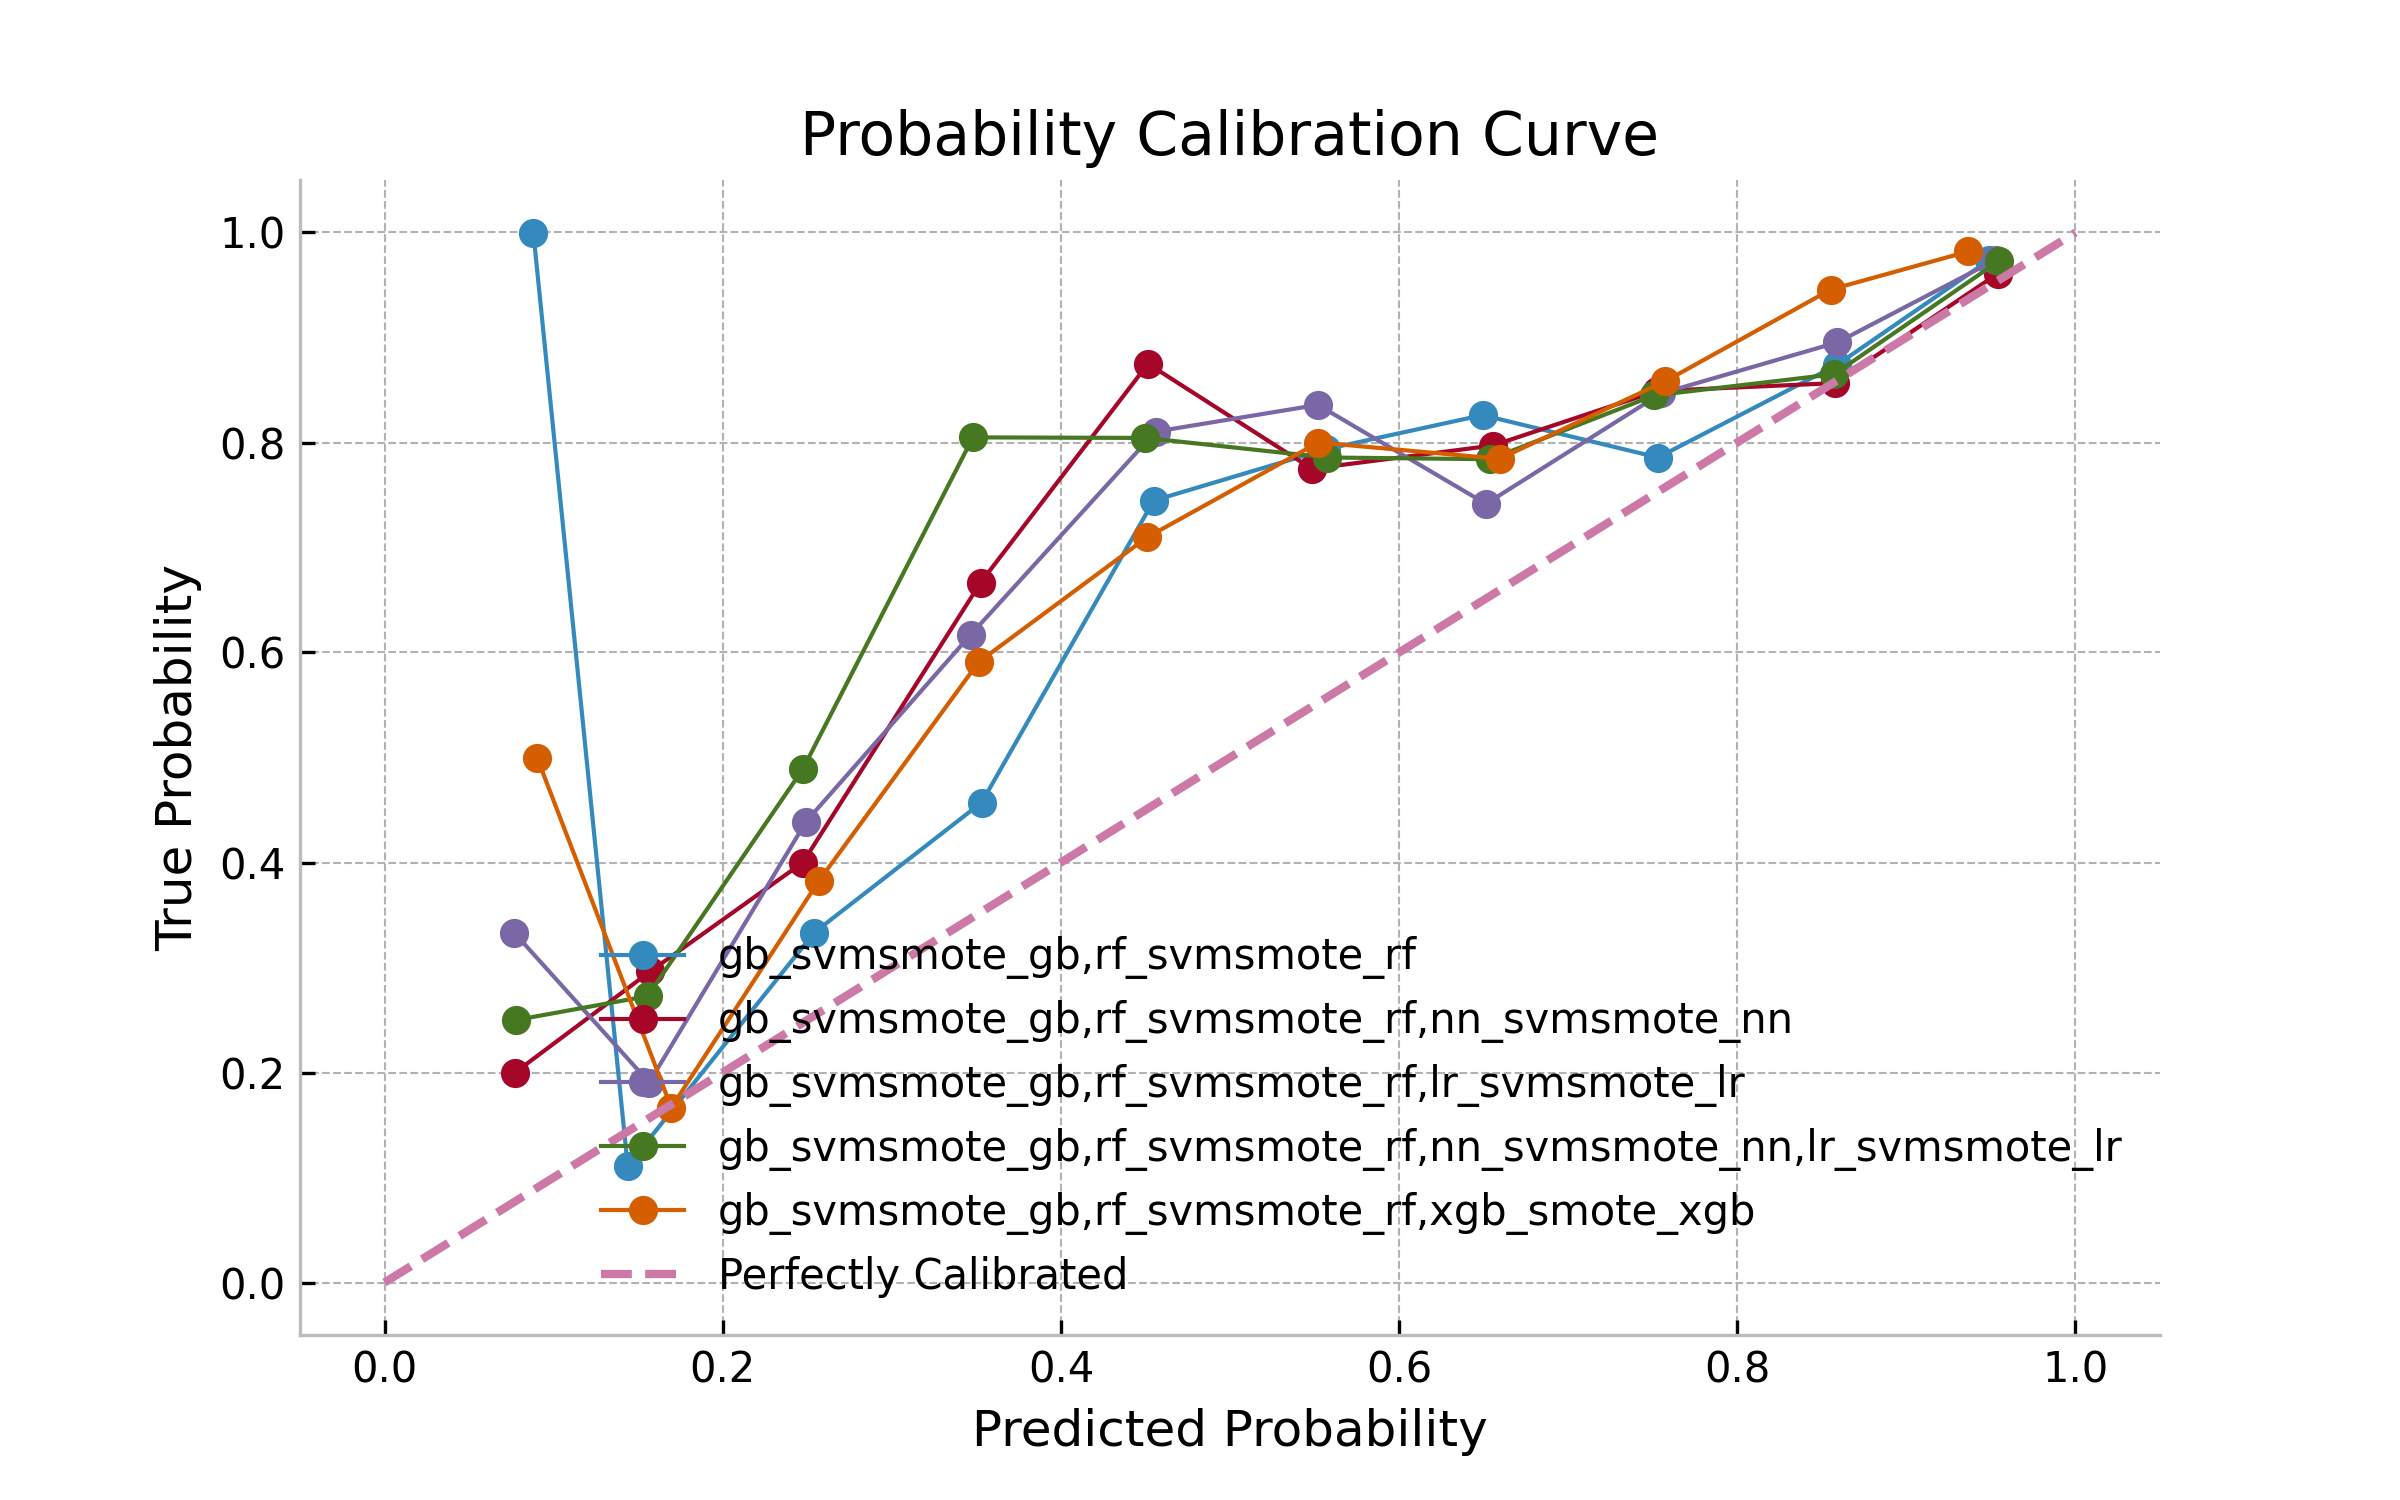 Probability Calibration Curve
True Probability
1.0
0.8
0.6
0.4
0.2
0.0
gb_svmsmote_gb,rf_svmsmote_rf
gb_svmsmote_gb,rf_svmsmote_rf,nn_svmsmote_nn
gb_svmsmote_gb,rf_svmsmote_rf,lr_svmsmote_lr
gb_svmsmote_gb,rf_svmsmote_rf,nn_svmsmote_nn,lr_svmsmote_lr
gb_svmsmote_gb,rf_svmsmote_rf,xgb_smote_xgb
Perfectly Calibrated
0.0 0.2 0.4 0.6 0.8 1.0
Predicted Probability